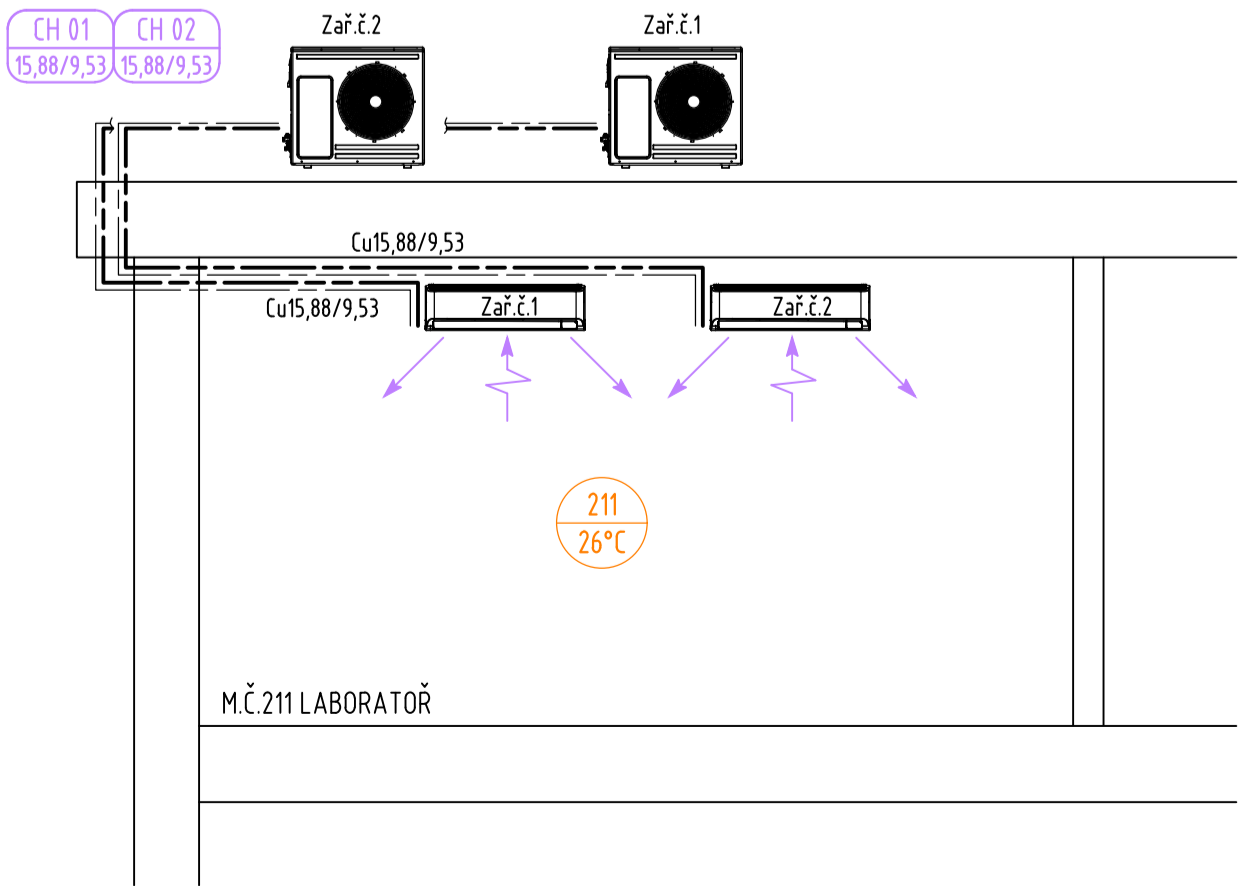 CH 01
15,88/9,53
CH 02
15,88/9,53
Zař.č.2
Zař.č.1
Cu15,88/9,53
Cu15,88/9,53
Zař.č.1
Zař.č.2
211
26°C
M.Č.211 LABORATOŘ